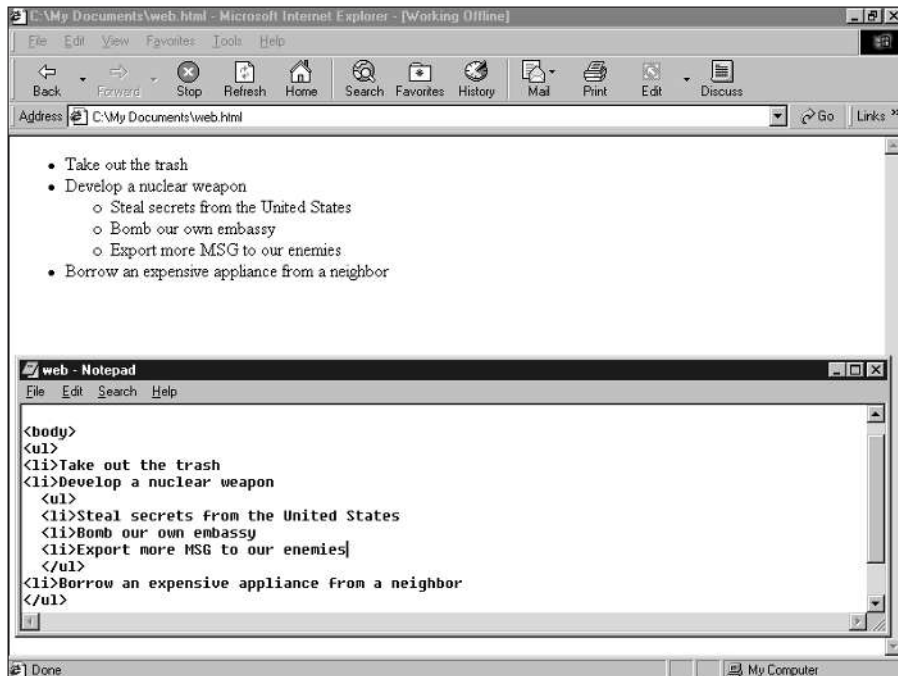 C:\My Documents\web.html - Microsoft Internet Explorer - [Working Offline]
File Edit View Favorites Tools Help
Back Forward Stop Refresh Home Search Favorites History Mail Print Edit Discuss
Address C:\My Documents\web.html Go Links »
• Take out the trash
• Develop a nuclear weapon
o Steal secrets from the United States
o Bomb our own embassy
o Export more MSG to our enemies
• Borrow an expensive appliance from a neighbor
web - Notepad
File Edit Search Help
<body>
<ul>
<li>Take out the trash
<li>Develop a nuclear weapon
<ul>
<li>Steal secrets from the United States
<li>Bomb our own embassy
<li>Export more MSG to our enemies
</ul>
<li>Borrow an expensive appliance from a neighbor
</ul>
Done My Computer